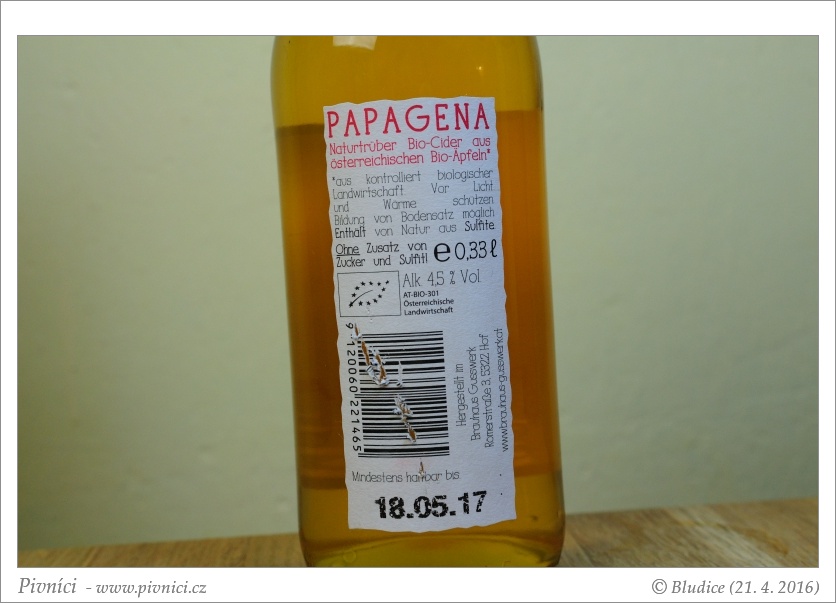 PAPAGENA
Naturtrüber Bio-Cider aus
österreichischen Bio-Äpfeln*
*aus kontrolliert biologischer
Landwirtschaft Vor Licht
und Wärme schützen
Bildung von Bodensatz möglich
Enthält von Natur aus Sulfite
Ohne Zusatz von
Zucker und Sulfit!
e 0,33 ℓ
Alk. 4,5 % Vol
AT-BIO-301
Österreichische
Landwirtschaft
9 120060 221465
Hergestellt im
Brauhaus Gusswerk
Römerstraße 3, 5322 Hof
www.brauhaus-gusswerk.at
Mindestens haltbar bis
18.05.17
Pivníci - www.pivnici.cz
© Bludice (21. 4. 2016)